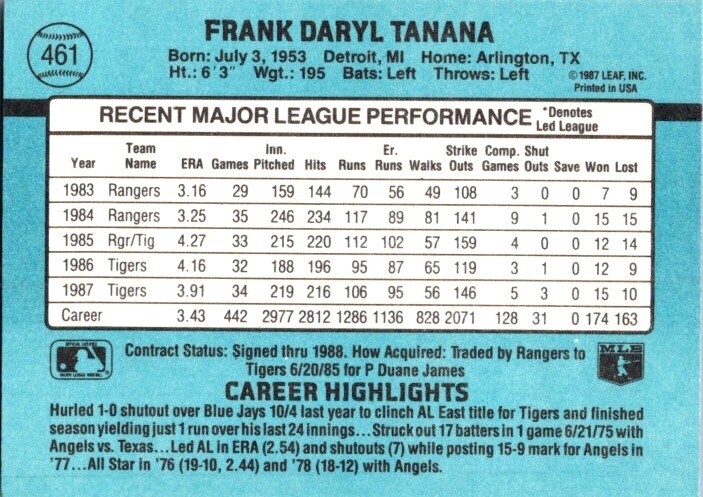 461
FRANK DARYL TANANA
Born: July 3, 1953 Detroit, MI Home: Arlington, TX
Ht.: 6'3" Wgt.: 195 Bats: Left Throws: Left
©1987 LEAF, INC.
Printed in USA
RECENT MAJOR LEAGUE PERFORMANCE
*Denotes
Led League
Year Team Name ERA Games Inn. Pitched Hits Runs Er. Runs Walks Strike Outs Comp. Games Shut Outs Save Won Lost
1983 Rangers 3.16 29 159 144 70 56 49 108 3 0 0 7 9
1984 Rangers 3.25 35 246 234 117 89 81 141 9 1 0 15 15
1985 Rgr/Tig 4.27 33 215 220 112 102 57 159 4 0 0 12 14
1986 Tigers 4.16 32 188 196 95 87 65 119 3 1 0 12 9
1987 Tigers 3.91 34 219 216 106 95 56 146 5 3 0 15 10
Career 3.43 442 2977 2812 1286 1136 828 2071 128 31 0 174 163
Contract Status: Signed thru 1988. How Acquired: Traded by Rangers to
Tigers 6/20/85 for P Duane James
MLB
CAREER HIGHLIGHTS
Hurled 1-0 shutout over Blue Jays 10/4 last year to clinch AL East title for Tigers and finished
season yielding just 1 run over his last 24 innings...Struck out 17 batters in 1 game 6/21/75 with
Angels vs. Texas...Led AL in ERA (2.54) and shutouts (7) while posting 15-9 mark for Angels in
'77...All Star in '76 (19-10, 2.44) and '78 (18-12) with Angels.